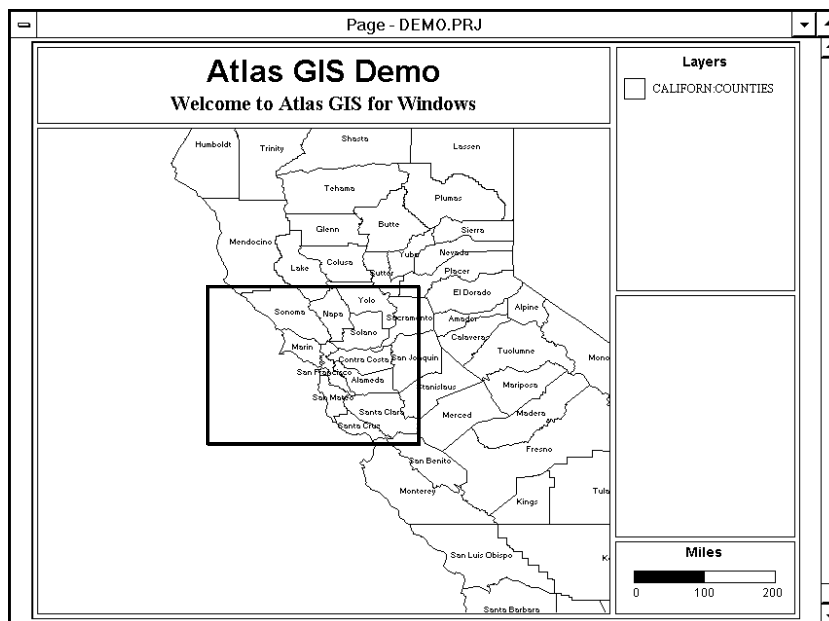 Page - DEMO.PRJ
Atlas GIS Demo
Welcome to Atlas GIS for Windows
Layers
CALIFORN:COUNTIES
Humboldt
Trinity
Shasta
Lassen
Tehama
Plumas
Glenn
Butte
Sierra
Mendocino
Lake
Colusa
Sutter
Yuba
Nevada
Placer
El Dorado
Sonoma
Napa
Yolo
Sacramento
Amador
Alpine
Solano
Calavera
Marin
Contra Costa
San Joaquin
Tuolumne
Mono
San Francisco
Alameda
Stanislaus
Mariposa
San Mateo
Santa Clara
Merced
Madera
Santa Cruz
Fresno
San Benito
Monterey
Kings
Tula
San Luis Obispo
Santa Barbara
Miles
0 100 200